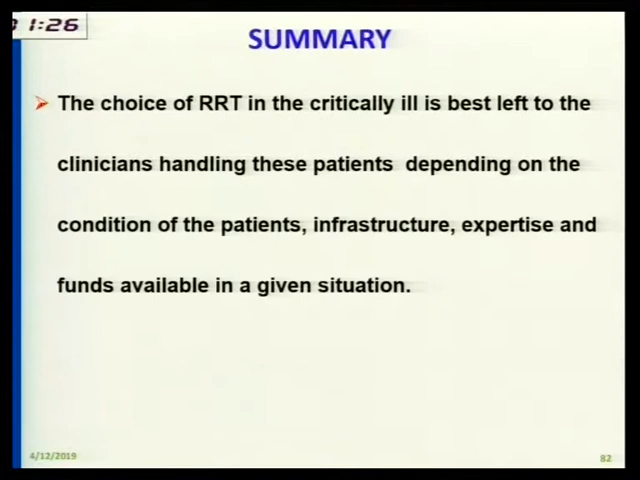 1:26
SUMMARY
The choice of RRT in the critically ill is best left to the
clinicians handling these patients depending on the
condition of the patients, infrastructure, expertise and
funds available in a given situation.
4/12/2019
82